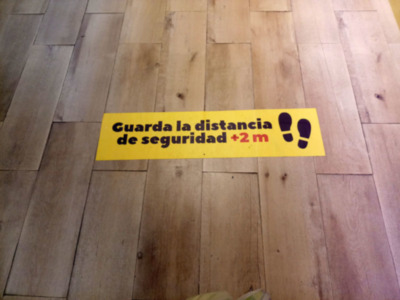 Guarda la distancia
de seguridad +2 m